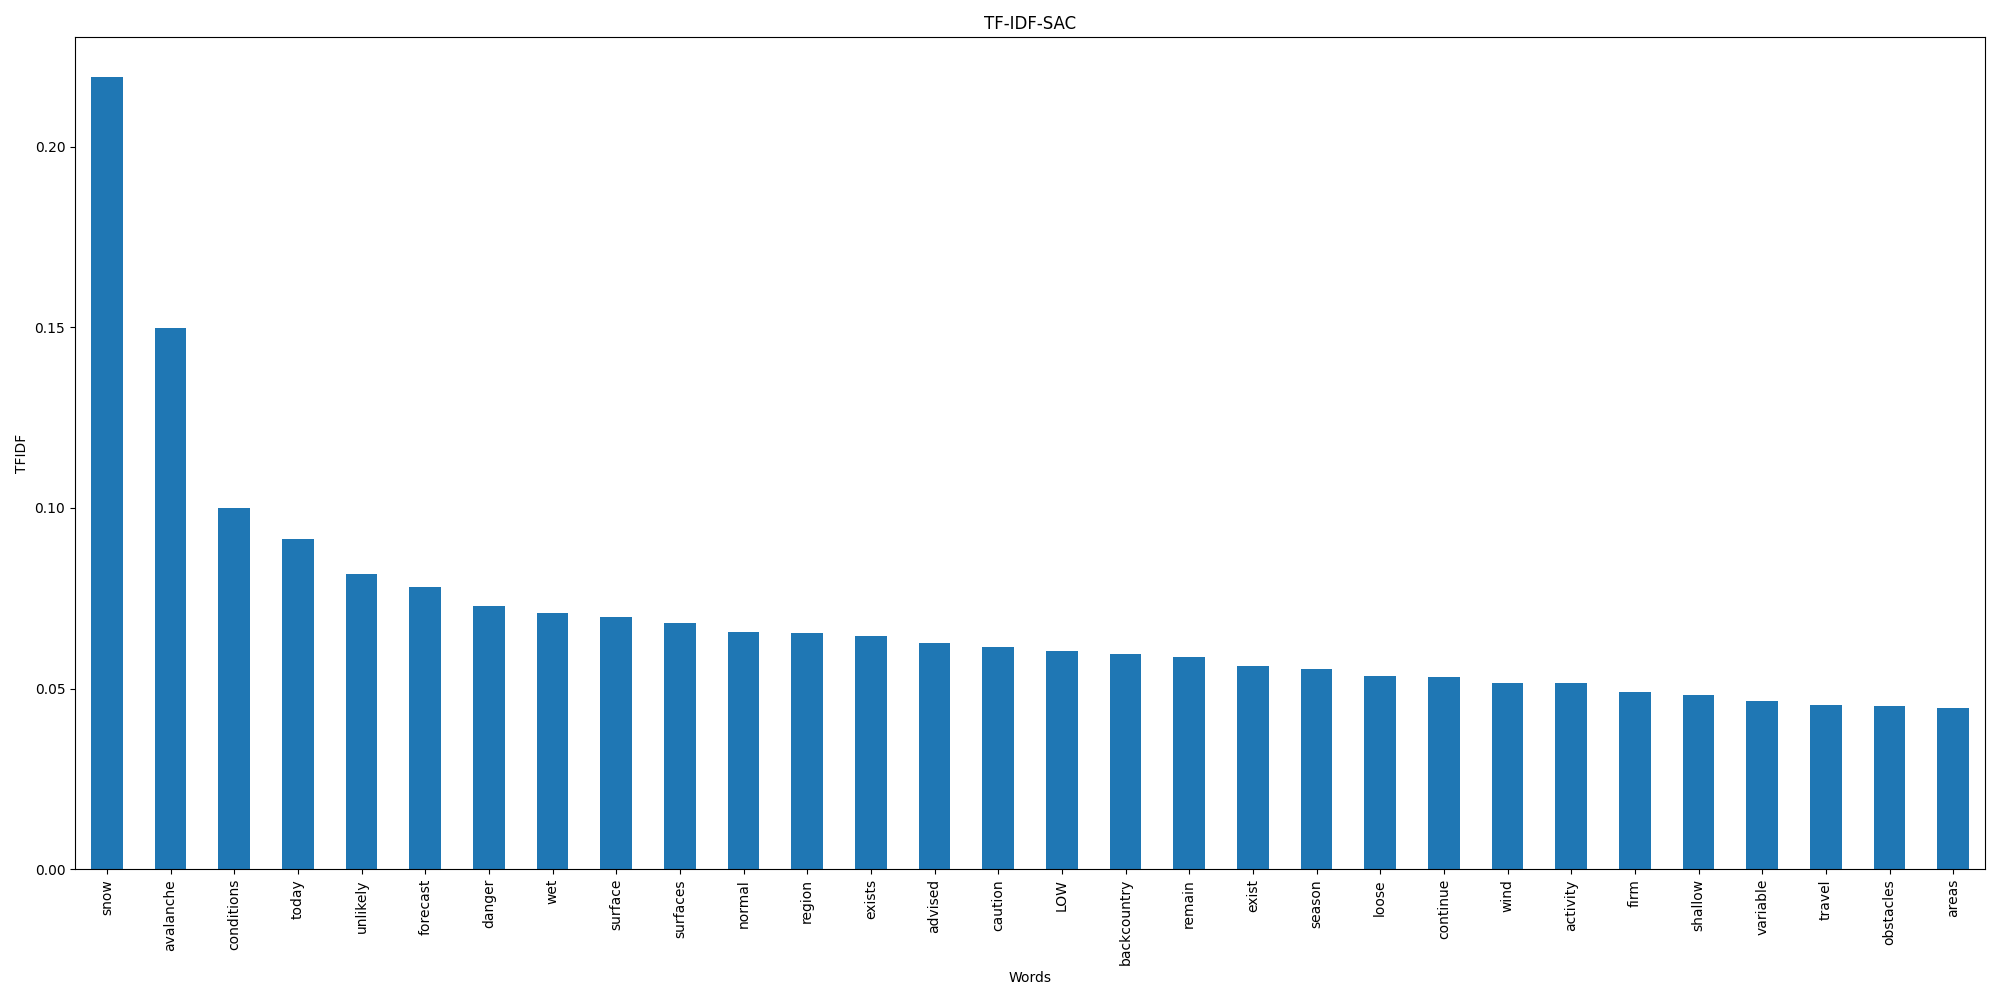 TF-IDF-SAC
TFIDF
0.20
0.15
0.10
0.05
0.00
snow
avalanche
conditions
today
unlikely
forecast
danger
wet
surface
surfaces
normal
region
exists
advised
caution
LOW
backcountry
remain
exist
season
loose
continue
wind
activity
firm
shallow
variable
travel
obstacles
areas
Words